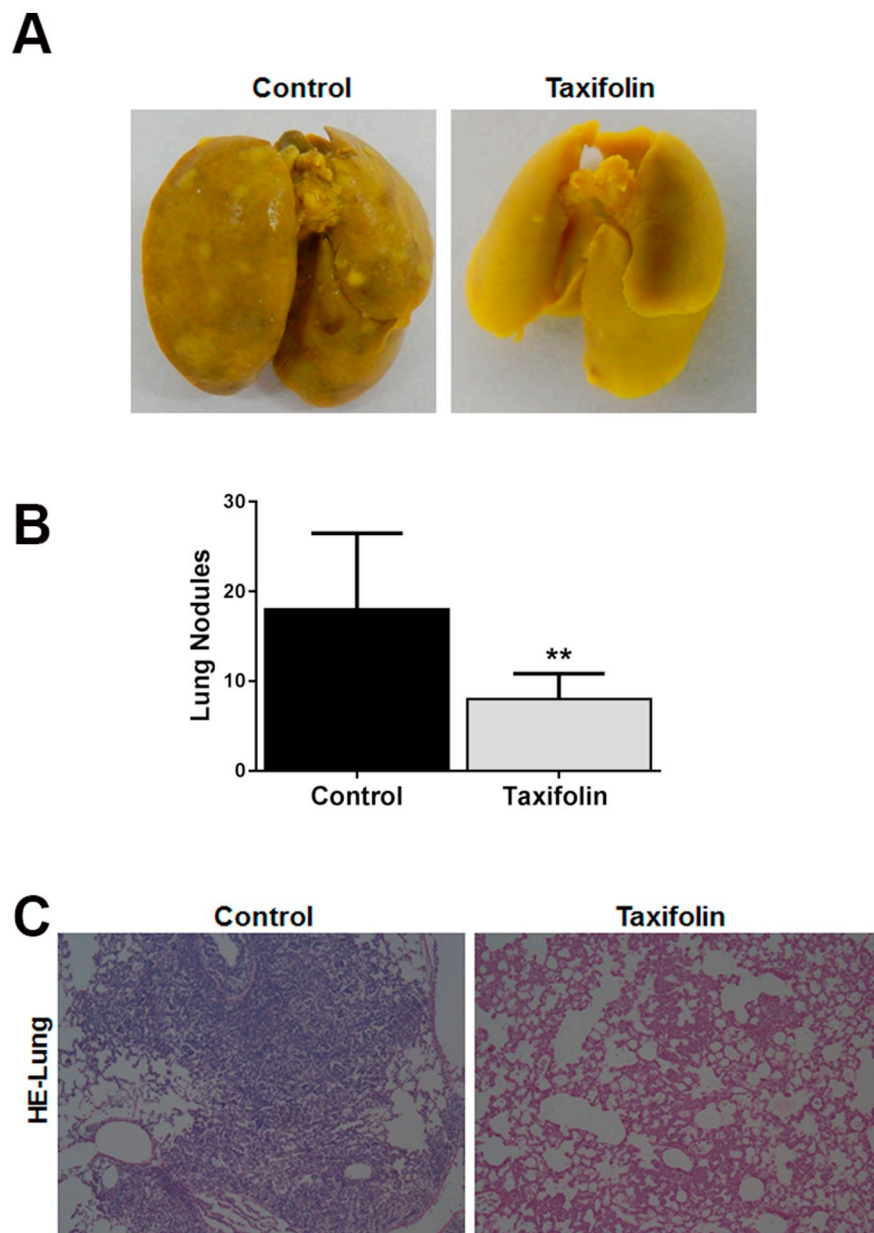 A
Control Taxifolin
B
30
20
10
0
Lung Nodules
**
Control Taxifolin
C
Control Taxifolin
HE-Lung